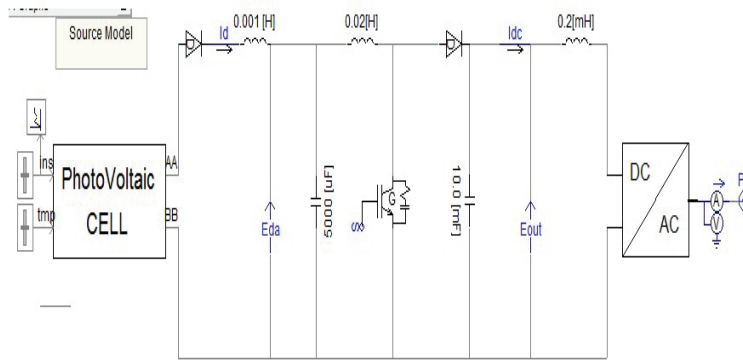 Source Model
0.001 [H]
0.02 [H]
0.2 [mH]
Id
Idc
D
D
ins
tmp
AA
BB
PhotoVoltaic
CELL
Eda
5000 [uF]
G
10.0 [mF]
Eout
DC
AC
A
V
P